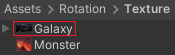 Assets > Rotation > Texture
Galaxy
Monster